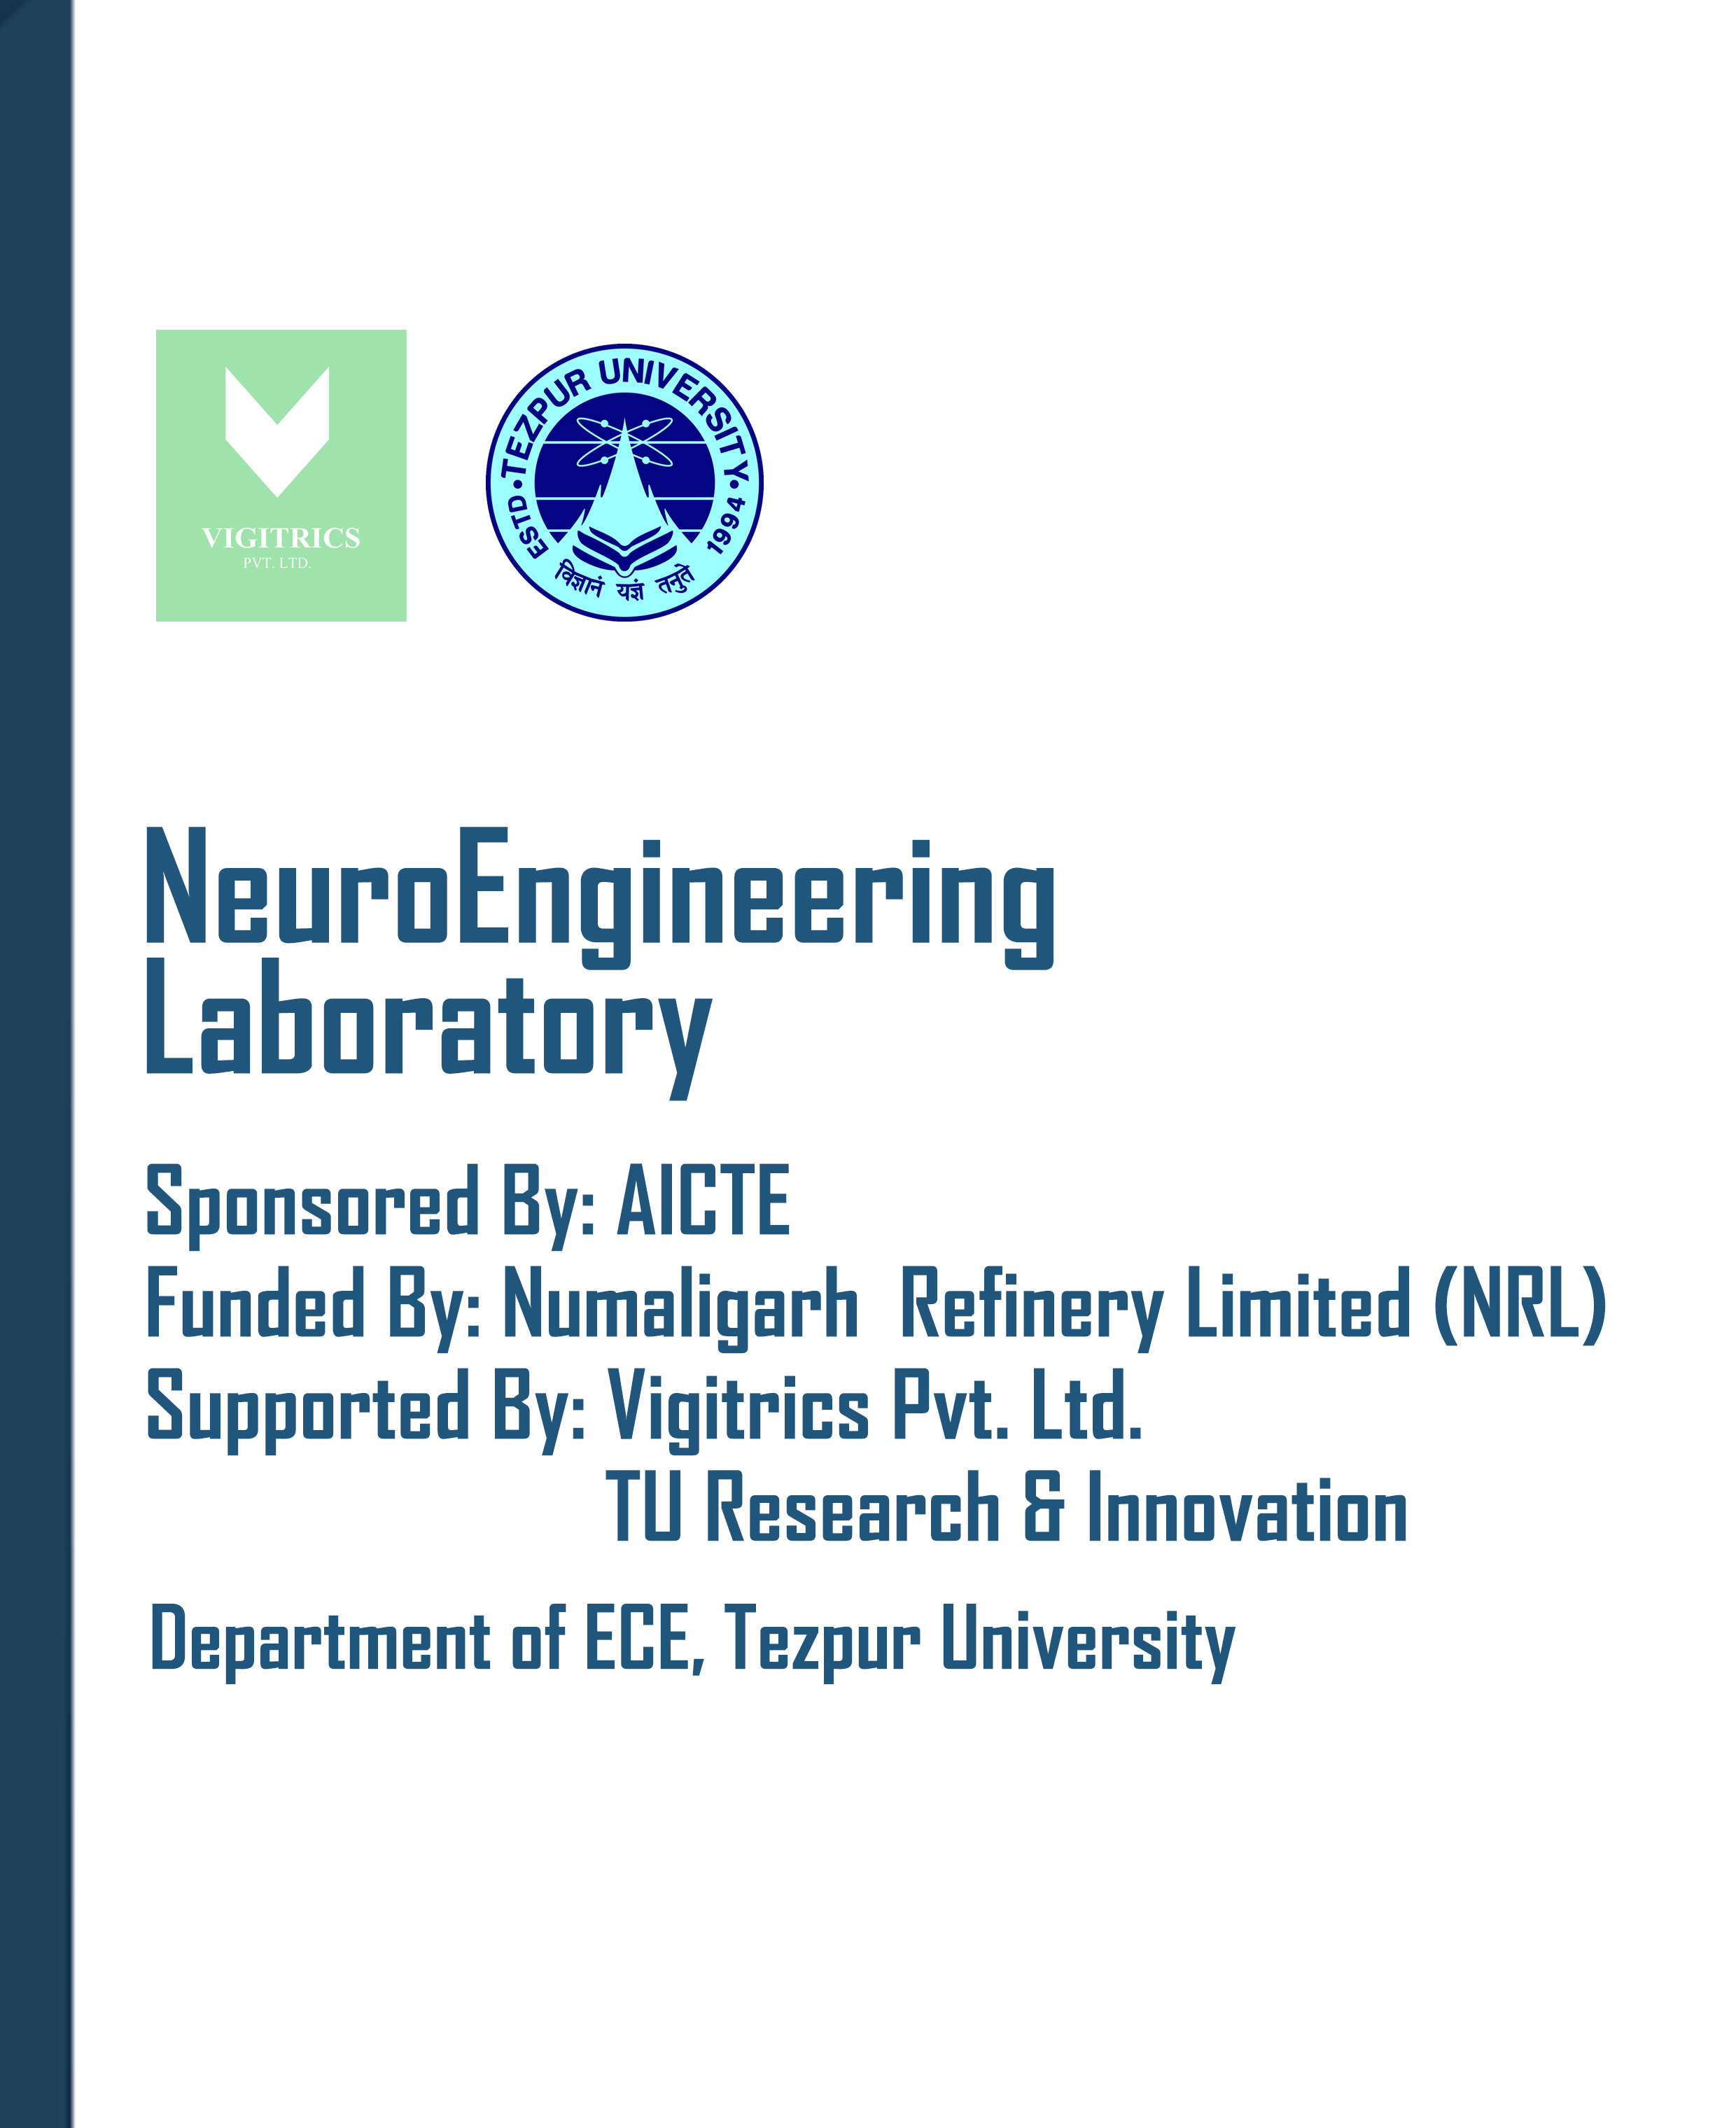 VIGITRICS
PVT. LTD.
TEZPUR UNIVERSITY
ESTD
1994
विज्ञानं यज्ञं तनुते
NeuroEngineering
Laboratory
Sponsored By: AICTE
Funded By: Numaligarh Refinery Limited (NRL)
Supported By: Vigitrics Pvt. Ltd.
TU Research & Innovation
Department of ECE, Tezpur University